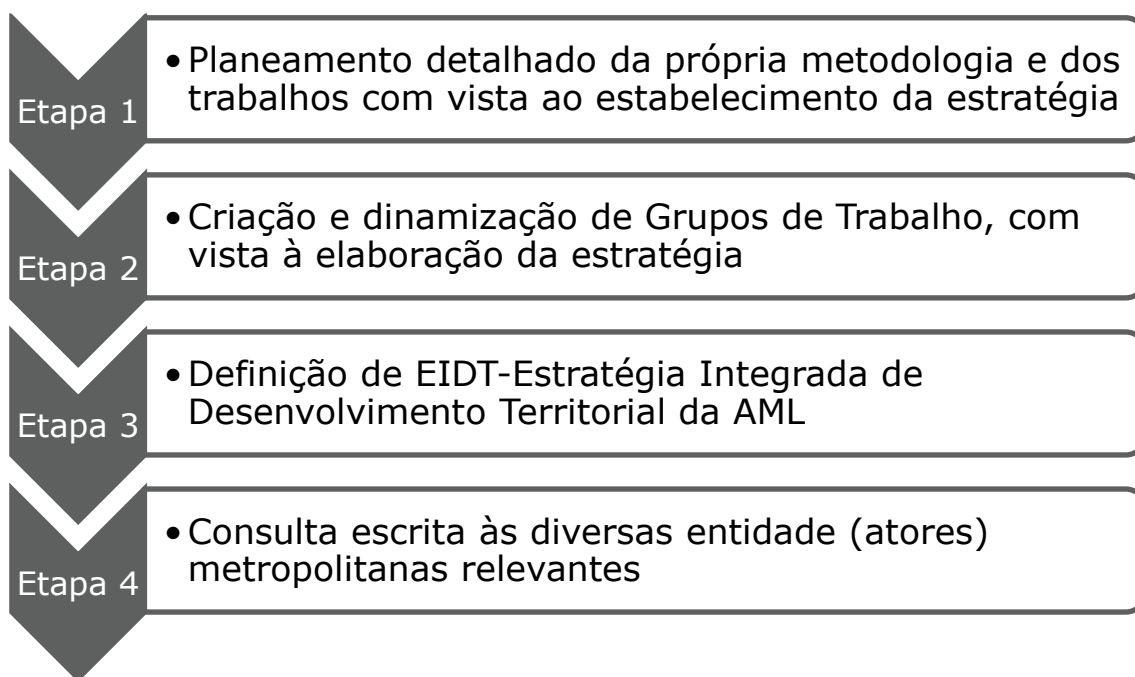 Etapa 1
• Planeamento detalhado da própria metodologia e dos
trabalhos com vista ao estabelecimento da estratégia
Etapa 2
• Criação e dinamização de Grupos de Trabalho, com
vista à elaboração da estratégia
Etapa 3
• Definição de EIDT-Estratégia Integrada de
Desenvolvimento Territorial da AML
Etapa 4
• Consulta escrita às diversas entidade (atores)
metropolitanas relevantes